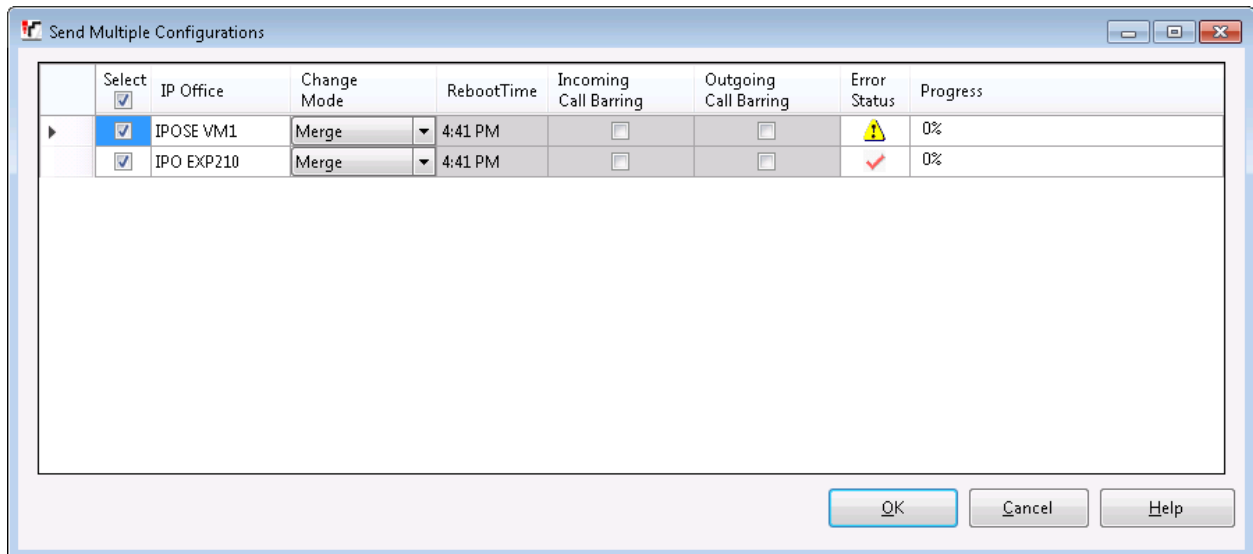 Send Multiple Configurations
Select IP Office Change Mode RebootTime Incoming Call Barring Outgoing Call Barring Error Status Progress
IPOSE VM1 Merge 4:41 PM 0%
IPO EXP210 Merge 4:41 PM 0%
OK Cancel Help